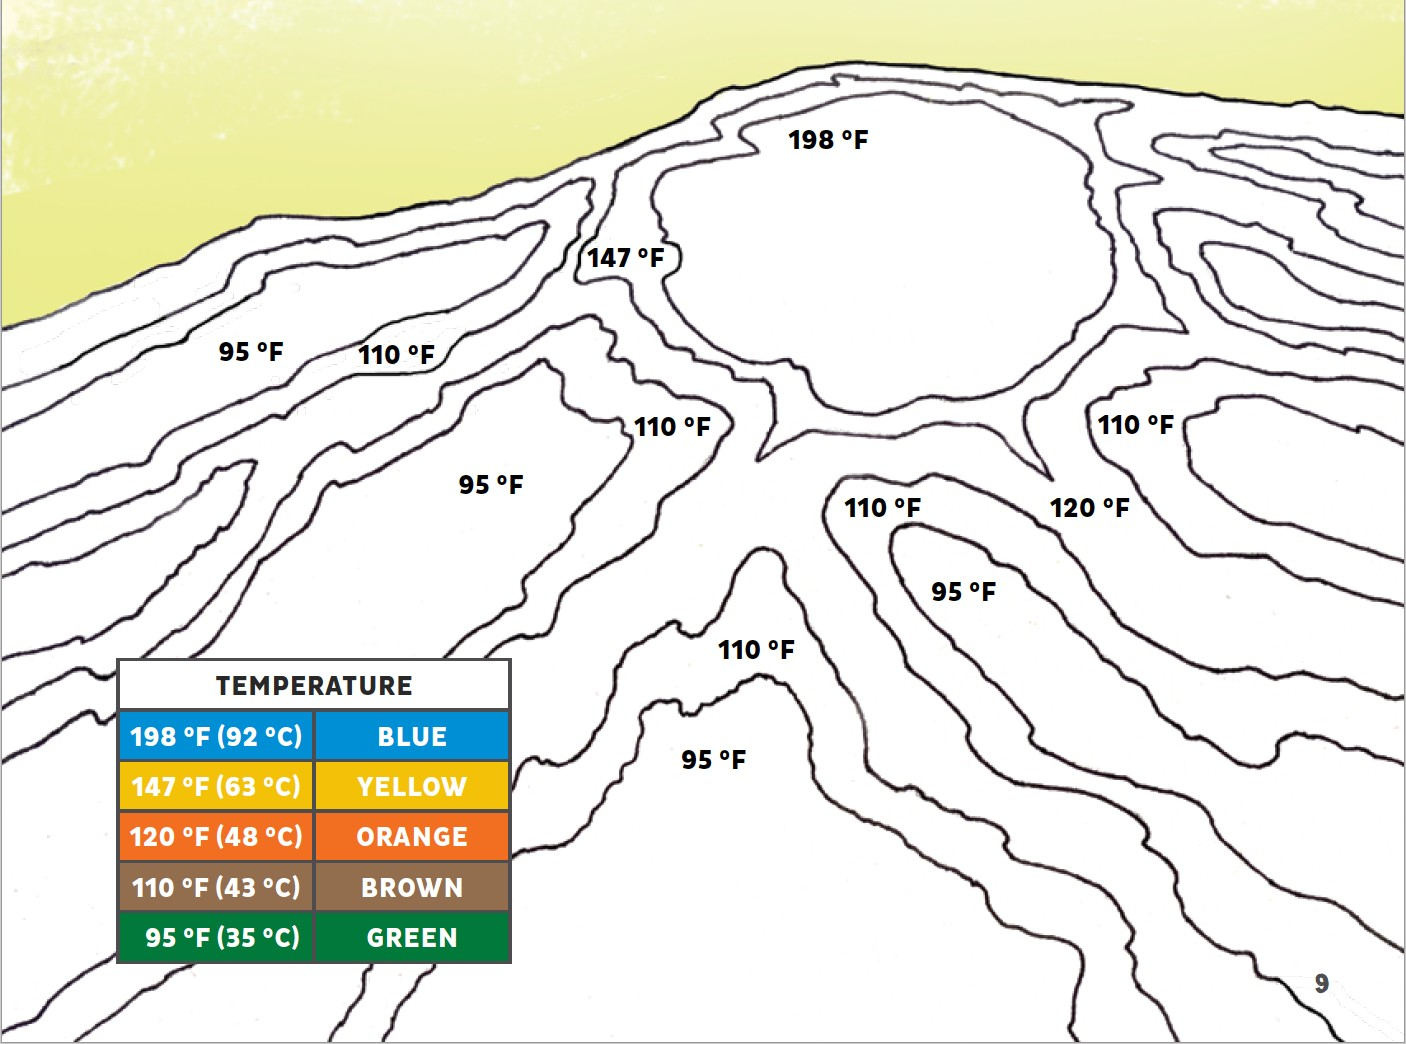 198 °F
147 °F
95 °F
110 °F
110 °F
110 °F
95 °F
110 °F
120 °F
95 °F
110 °F
95 °F
TEMPERATURE
198 °F (92 °C) BLUE
147 °F (63 °C) YELLOW
120 °F (48 °C) ORANGE
110 °F (43 °C) BROWN
95 °F (35 °C) GREEN
9